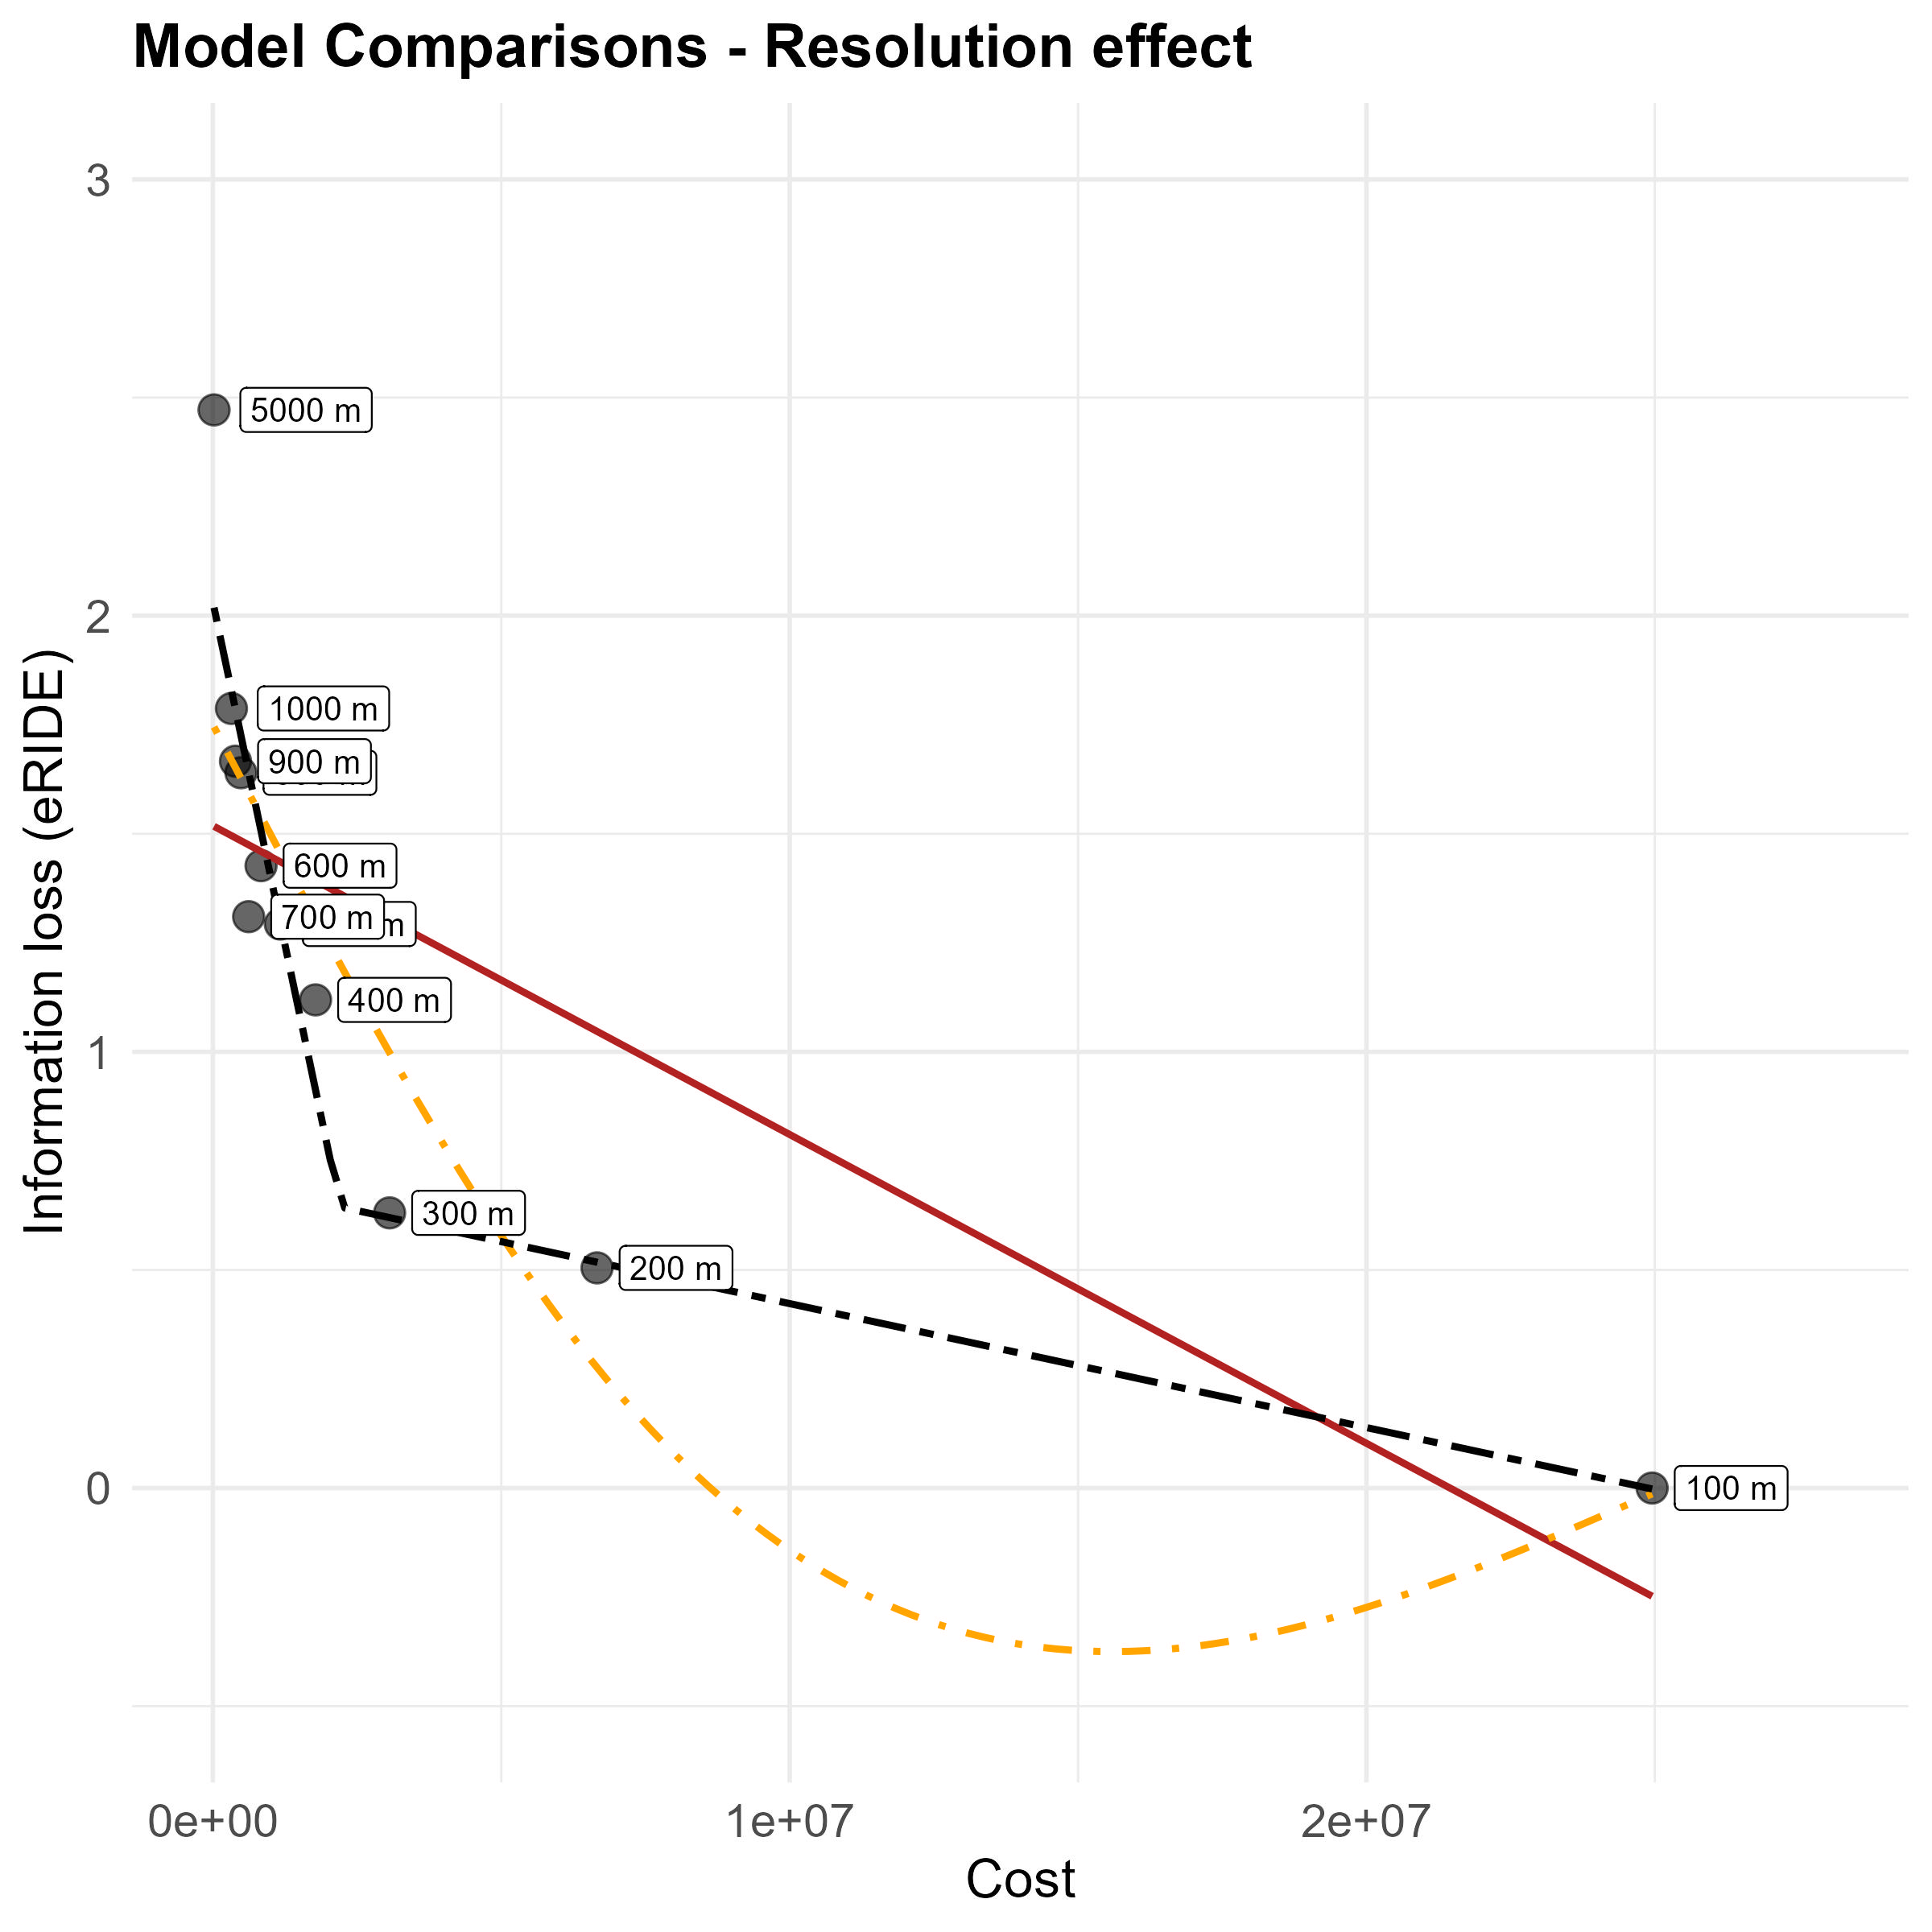 Model Comparisons - Resolution effect
3
5000 m
2
1000 m
900 m
Information loss (eRIDE)
600 m
700 m
m
400 m
1
300 m
200 m
0
100 m
0e+00
1e+07
2e+07
Cost